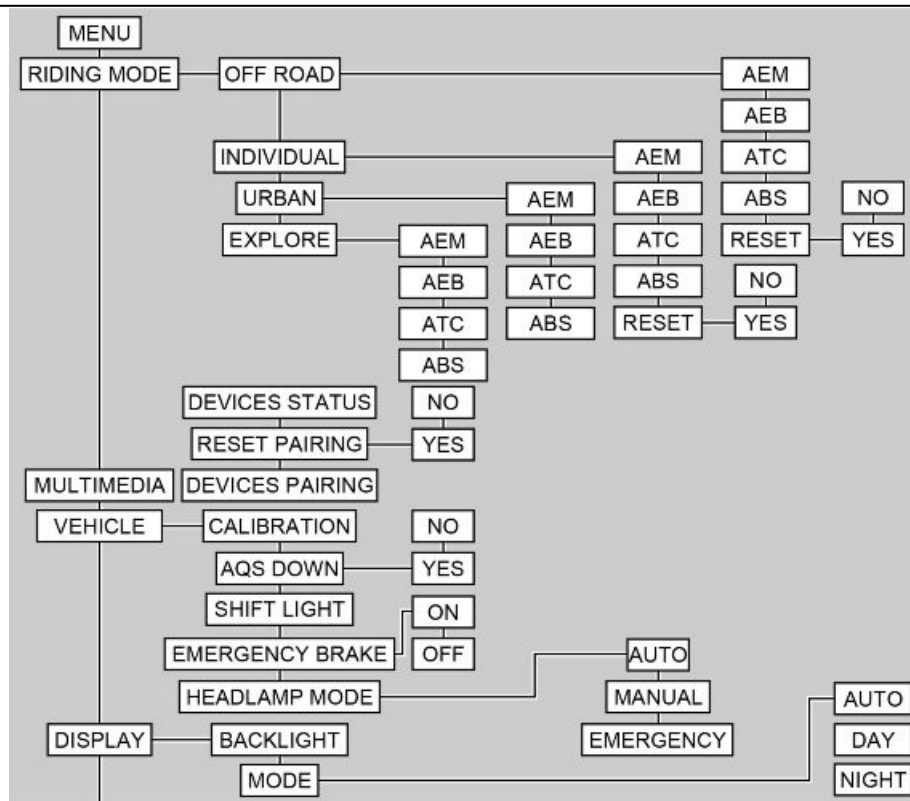 MENU
RIDING MODE OFF ROAD AEM
AEB
INDIVIDUAL AEM ATC
URBAN AEM AEB ABS NO
EXPLORE AEM AEB ATC RESET YES
AEB ATC ABS NO
ATC ABS RESET YES
ABS
DEVICES STATUS NO
RESET PAIRING YES
MULTIMEDIA DEVICES PAIRING
VEHICLE CALIBRATION NO
AQS DOWN YES
SHIFT LIGHT ON
EMERGENCY BRAKE OFF AUTO
HEADLAMP MODE MANUAL AUTO
DISPLAY BACKLIGHT EMERGENCY DAY
MODE NIGHT